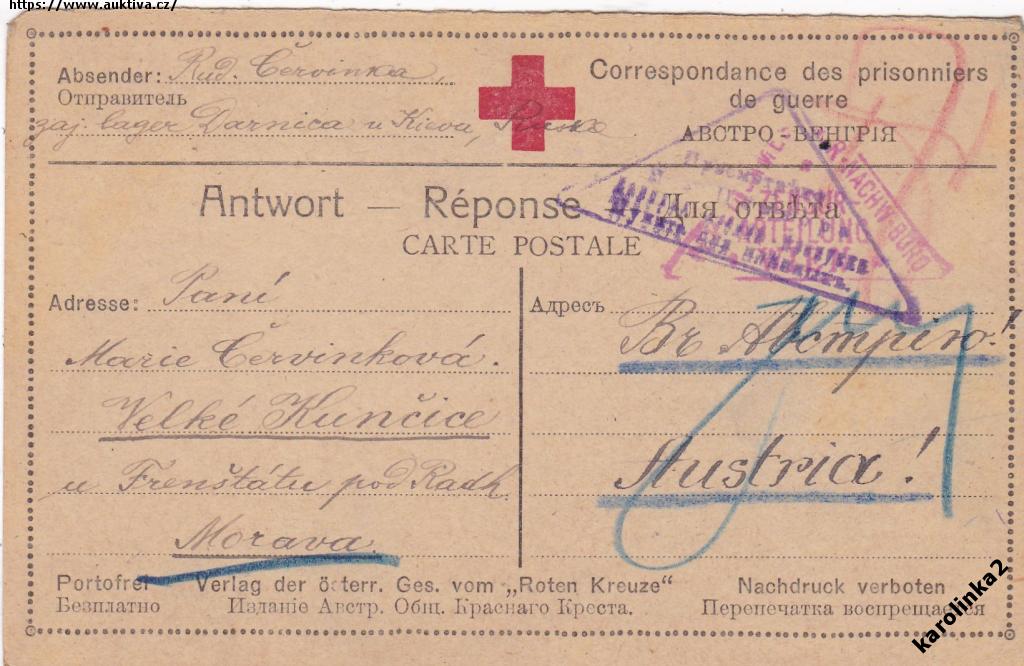 https://www.auktiva.cz/
Absender: Rud. Červinka,
Отправитель
zaj. lager Darnica u Kieva, Rusko.
Correspondance des prisonniers
de guerre
АВСТРО-ВЕНГРІЯ
Antwort — Réponse — Для отвѣта
CARTE POSTALE
Adresse: Paní
Marie Červinková.
Velké Kunčice
u Frenštátu pod Radh.
Morava.
Адресъ
Въ Австрію!
Austria!
Portofrei Verlag der österr. Ges. vom „Roten Kreuze“ Nachdruck verboten
Безплатно Изданіе Австр. Общ. Краснаго Креста. Перепечатка воспрещается
karolinka2